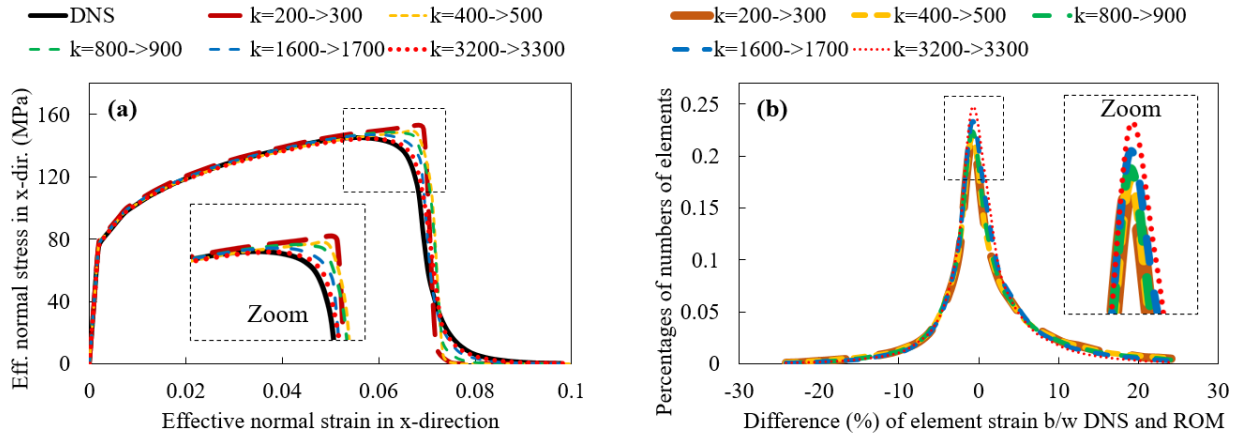 DNS k=200->300 k=400->500
k=800->900 k=1600->1700 k=3200->3300
(a)
Eff. normal stress in x-dir. (MPa)
160
120
80
40
0
Zoom
0 0.02 0.04 0.06 0.08 0.1
Effective normal strain in x-direction
k=200->300 k=400->500 k=800->900
k=1600->1700 k=3200->3300
(b)
Zoom
Percentages of numbers of elements
0.25
0.2
0.15
0.1
0.05
0
-30 -20 -10 0 10 20 30
Difference (%) of element strain b/w DNS and ROM